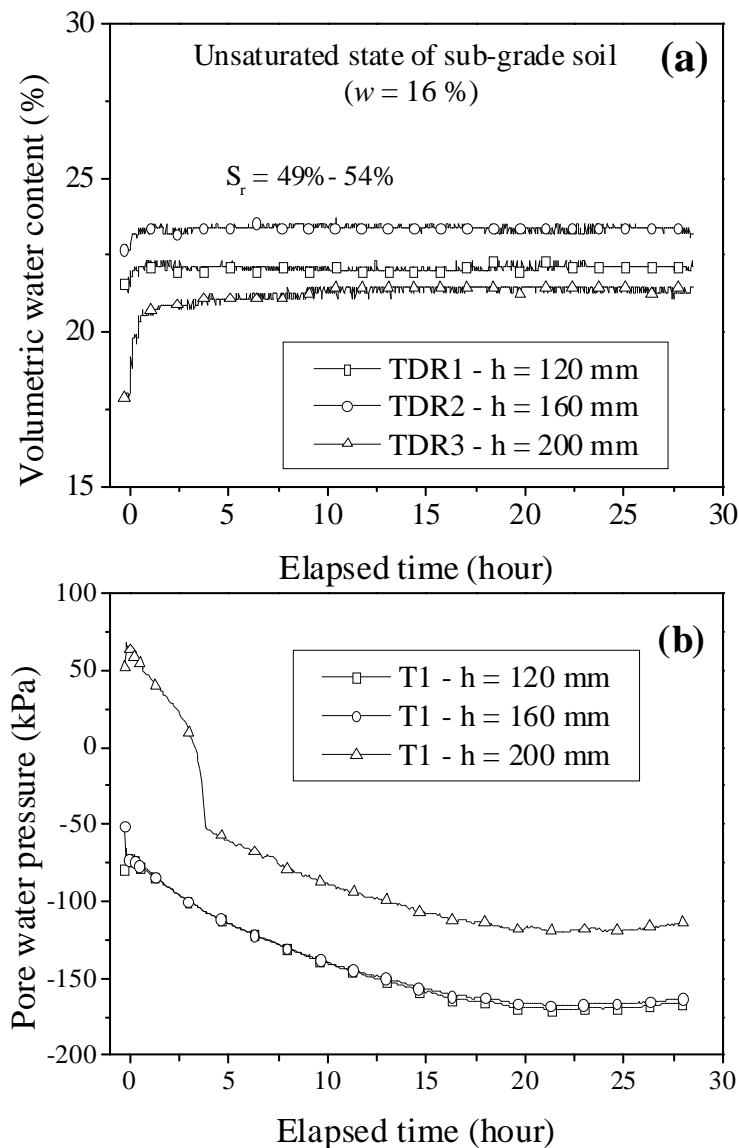 30
25
20
15
Volumetric water content (%)
Unsaturated state of sub-grade soil
(w = 16 %)
(a)
Sr = 49%- 54%
TDR1 - h = 120 mm
TDR2 - h = 160 mm
TDR3 - h = 200 mm
0 5 10 15 20 25 30
Elapsed time (hour)
100
50
0
-50
-100
-150
-200
Pore water pressure (kPa)
(b)
T1 - h = 120 mm
T1 - h = 160 mm
T1 - h = 200 mm
0 5 10 15 20 25 30
Elapsed time (hour)